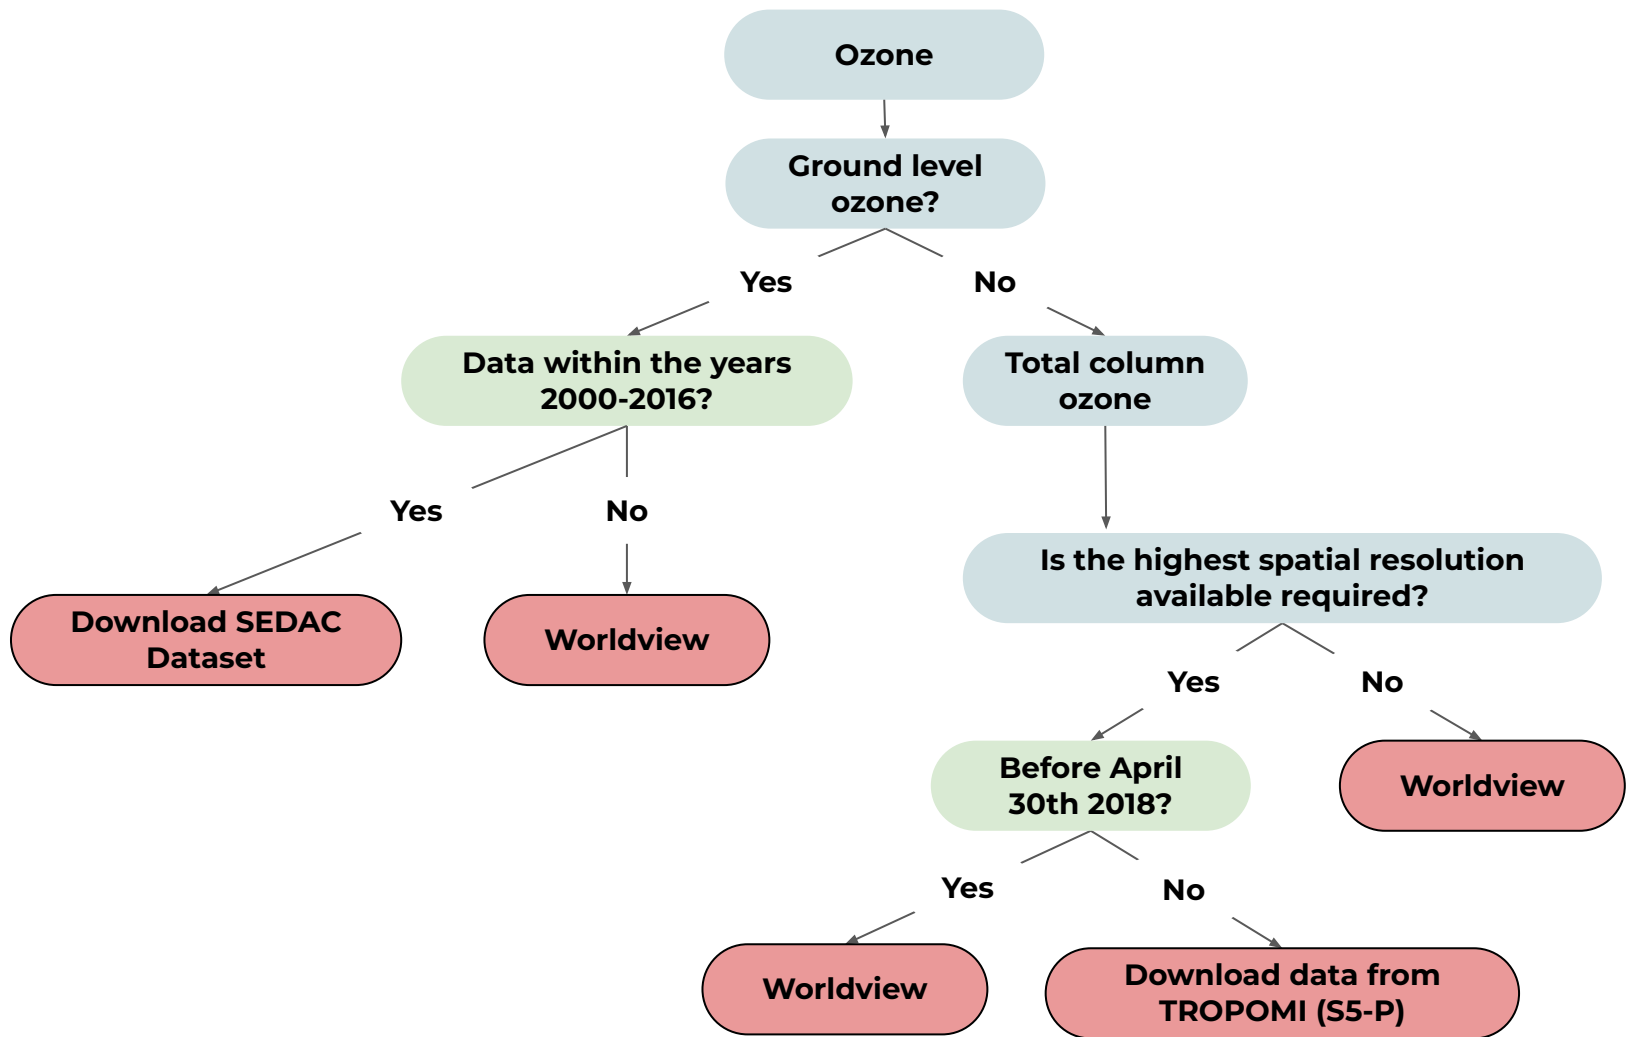 Ozone
Ground level
ozone?
Yes
No
Data within the years
2000-2016?
Total column
ozone
Yes
No
Is the highest spatial resolution
available required?
Download SEDAC
Dataset
Worldview
Yes
No
Before April
30th 2018?
Worldview
Yes
No
Worldview
Download data from
TROPOMI (S5-P)